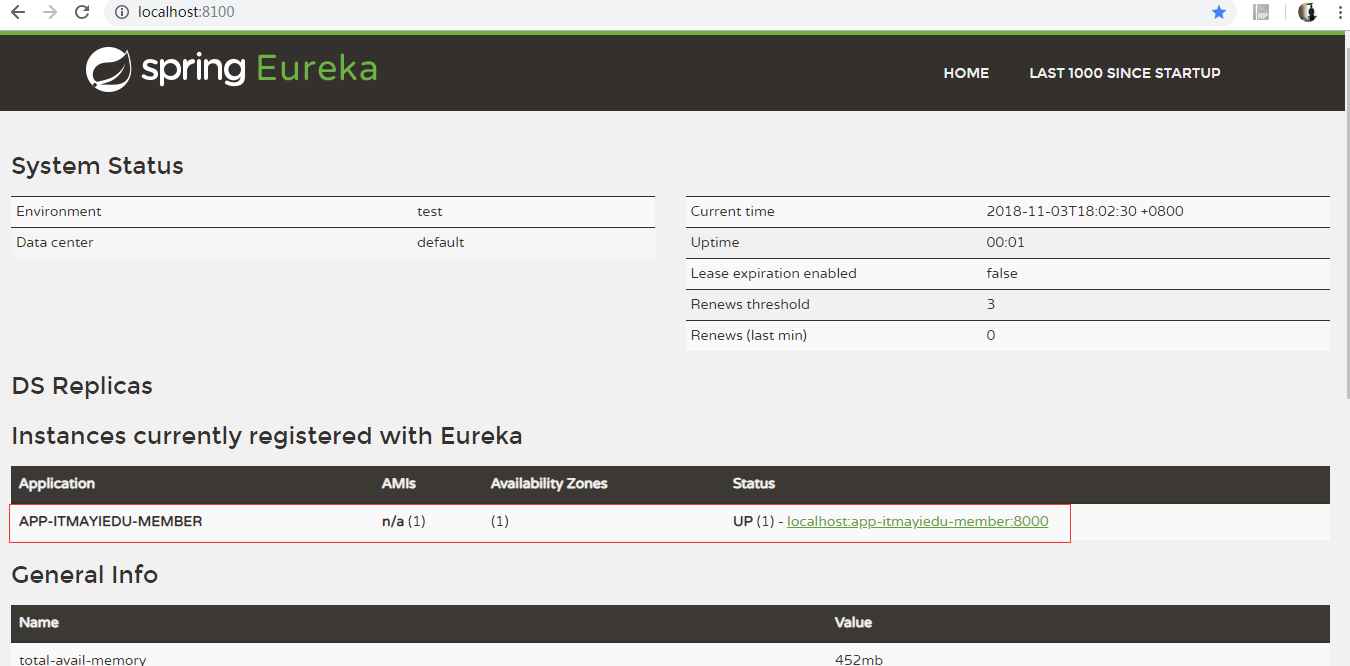 localhost:8100
RP
spring Eureka
HOME LAST 1000 SINCE STARTUP
System Status
Environment test
Data center default
Current time 2018-11-03T18:02:30 +0800
Uptime 00:01
Lease expiration enabled false
Renews threshold 3
Renews (last min) 0
DS Replicas
Instances currently registered with Eureka
Application AMIs Availability Zones Status
APP-ITMAYIEDU-MEMBER n/a (1) (1) UP (1) - localhost:app-itmayiedu-member:8000
General Info
Name Value
total-avail-memory 452mb